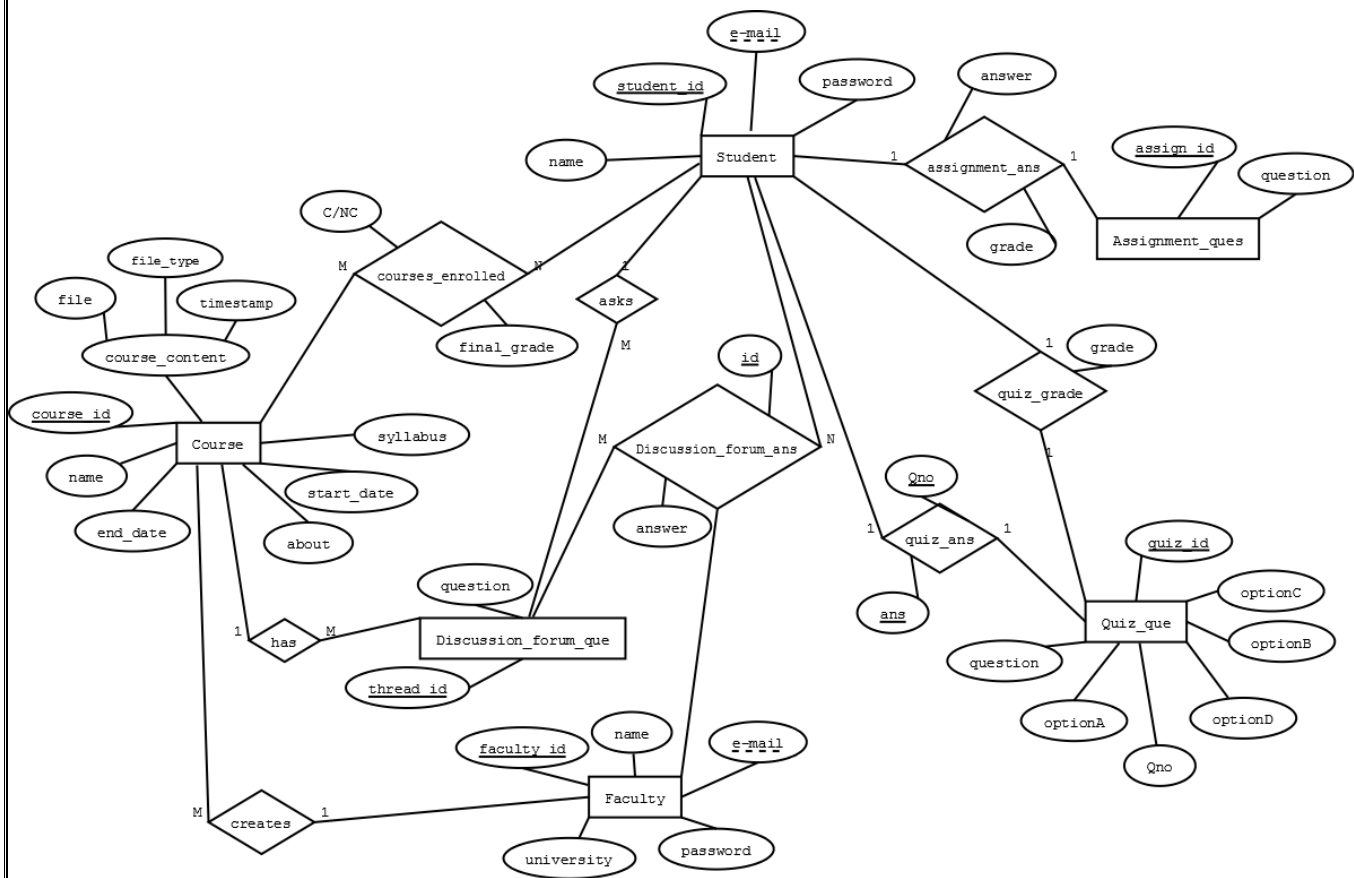 e-mail
student_id
password
answer
name
Student
1
assignment_ans
1
assign_id
question
C/NC
grade
Assignment_ques
file_type
M
courses_enrolled
N
1
file
timestamp
asks
course_content
final_grade
M
id
1
grade
quiz_grade
course_id
syllabus
Course
M
Discussion_forum_ans
N
1
name
start_date
Qno
end_date
about
answer
1
quiz_ans
1
quiz_id
question
ans
optionC
1
has
M
Discussion_forum_que
Quiz_que
optionB
question
thread_id
optionA
optionD
name
faculty_id
e-mail
Qno
Faculty
M
creates
1
university
password